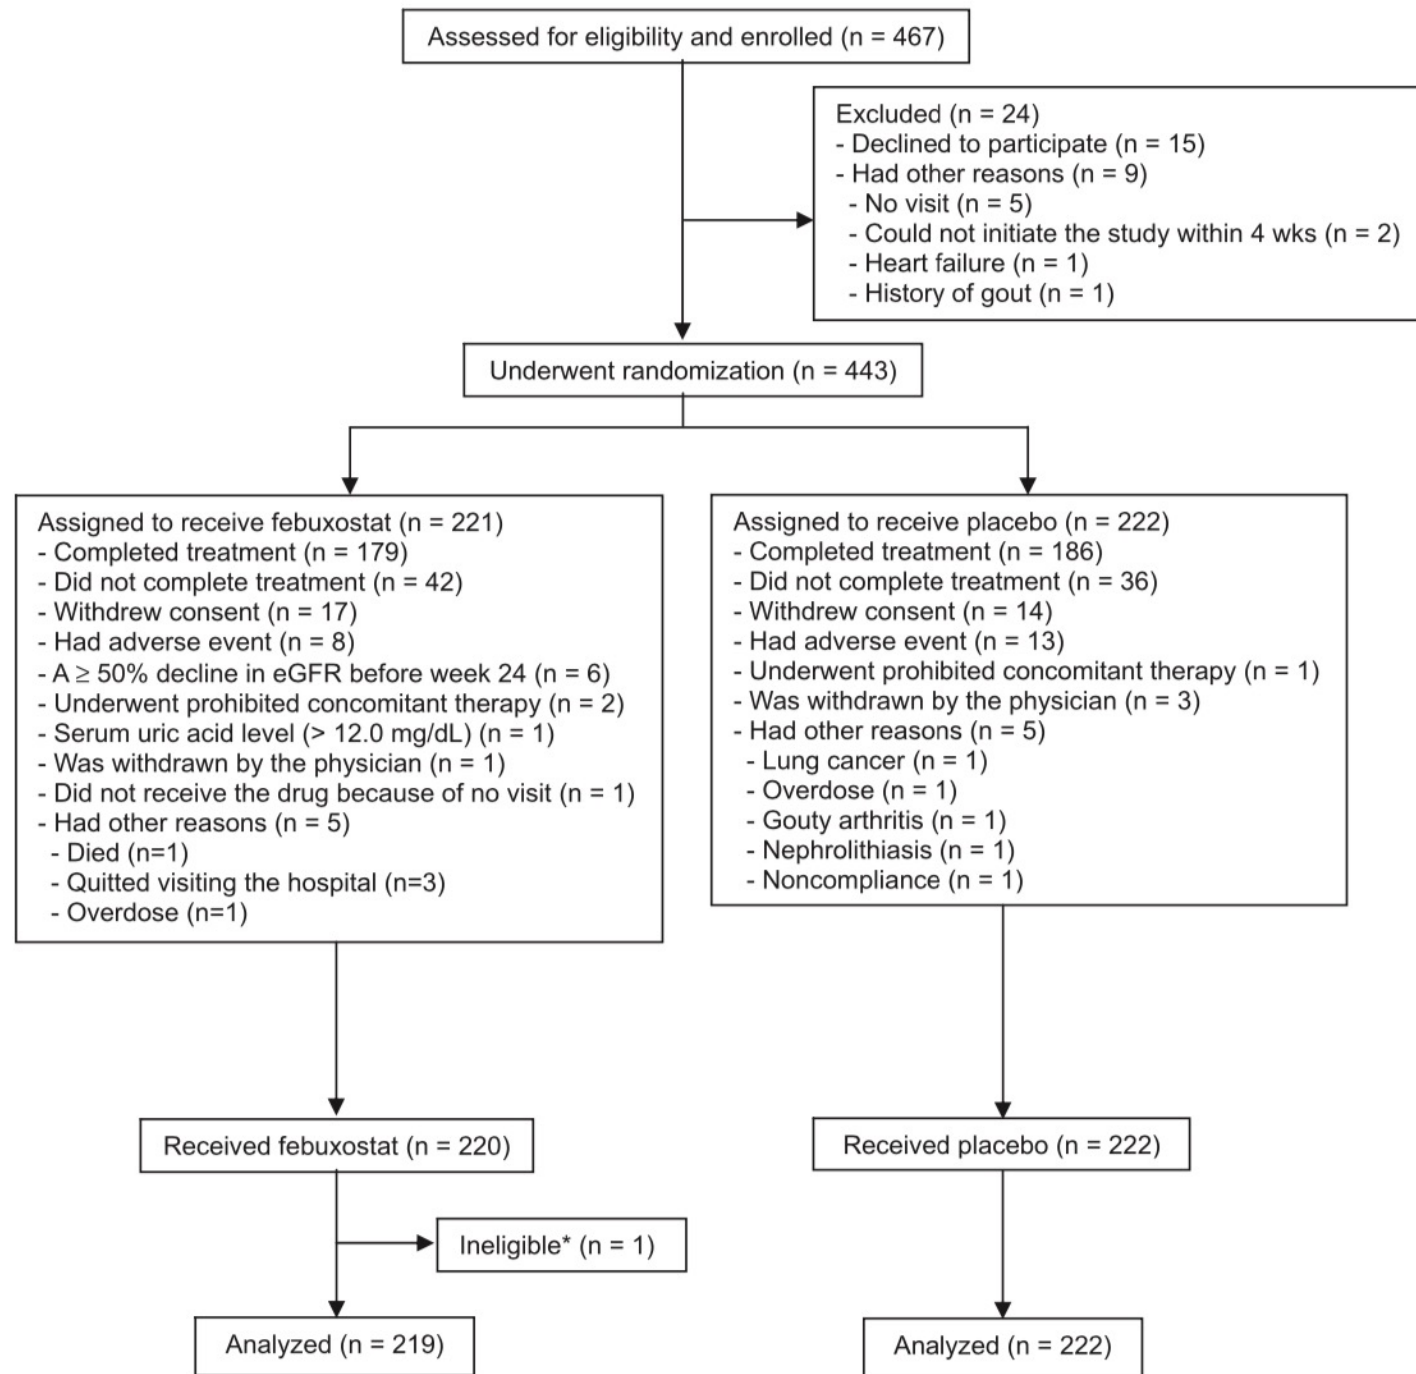 Assessed for eligibility and enrolled (n = 467)
Excluded (n = 24)
- Declined to participate (n = 15)
- Had other reasons (n = 9)
- No visit (n = 5)
- Could not initiate the study within 4 wks (n = 2)
- Heart failure (n = 1)
- History of gout (n = 1)
Underwent randomization (n = 443)
Assigned to receive febuxostat (n = 221)
- Completed treatment (n = 179)
- Did not complete treatment (n = 42)
- Withdrew consent (n = 17)
- Had adverse event (n = 8)
- A ≥ 50% decline in eGFR before week 24 (n = 6)
- Underwent prohibited concomitant therapy (n = 2)
- Serum uric acid level (> 12.0 mg/dL) (n = 1)
- Was withdrawn by the physician (n = 1)
- Did not receive the drug because of no visit (n = 1)
- Had other reasons (n = 5)
- Died (n=1)
- Quitted visiting the hospital (n=3)
- Overdose (n=1)
Assigned to receive placebo (n = 222)
- Completed treatment (n = 186)
- Did not complete treatment (n = 36)
- Withdrew consent (n = 14)
- Had adverse event (n = 13)
- Underwent prohibited concomitant therapy (n = 1)
- Was withdrawn by the physician (n = 3)
- Had other reasons (n = 5)
- Lung cancer (n = 1)
- Overdose (n = 1)
- Gouty arthritis (n = 1)
- Nephrolithiasis (n = 1)
- Noncompliance (n = 1)
Received febuxostat (n = 220)
Received placebo (n = 222)
Ineligible* (n = 1)
Analyzed (n = 219)
Analyzed (n = 222)